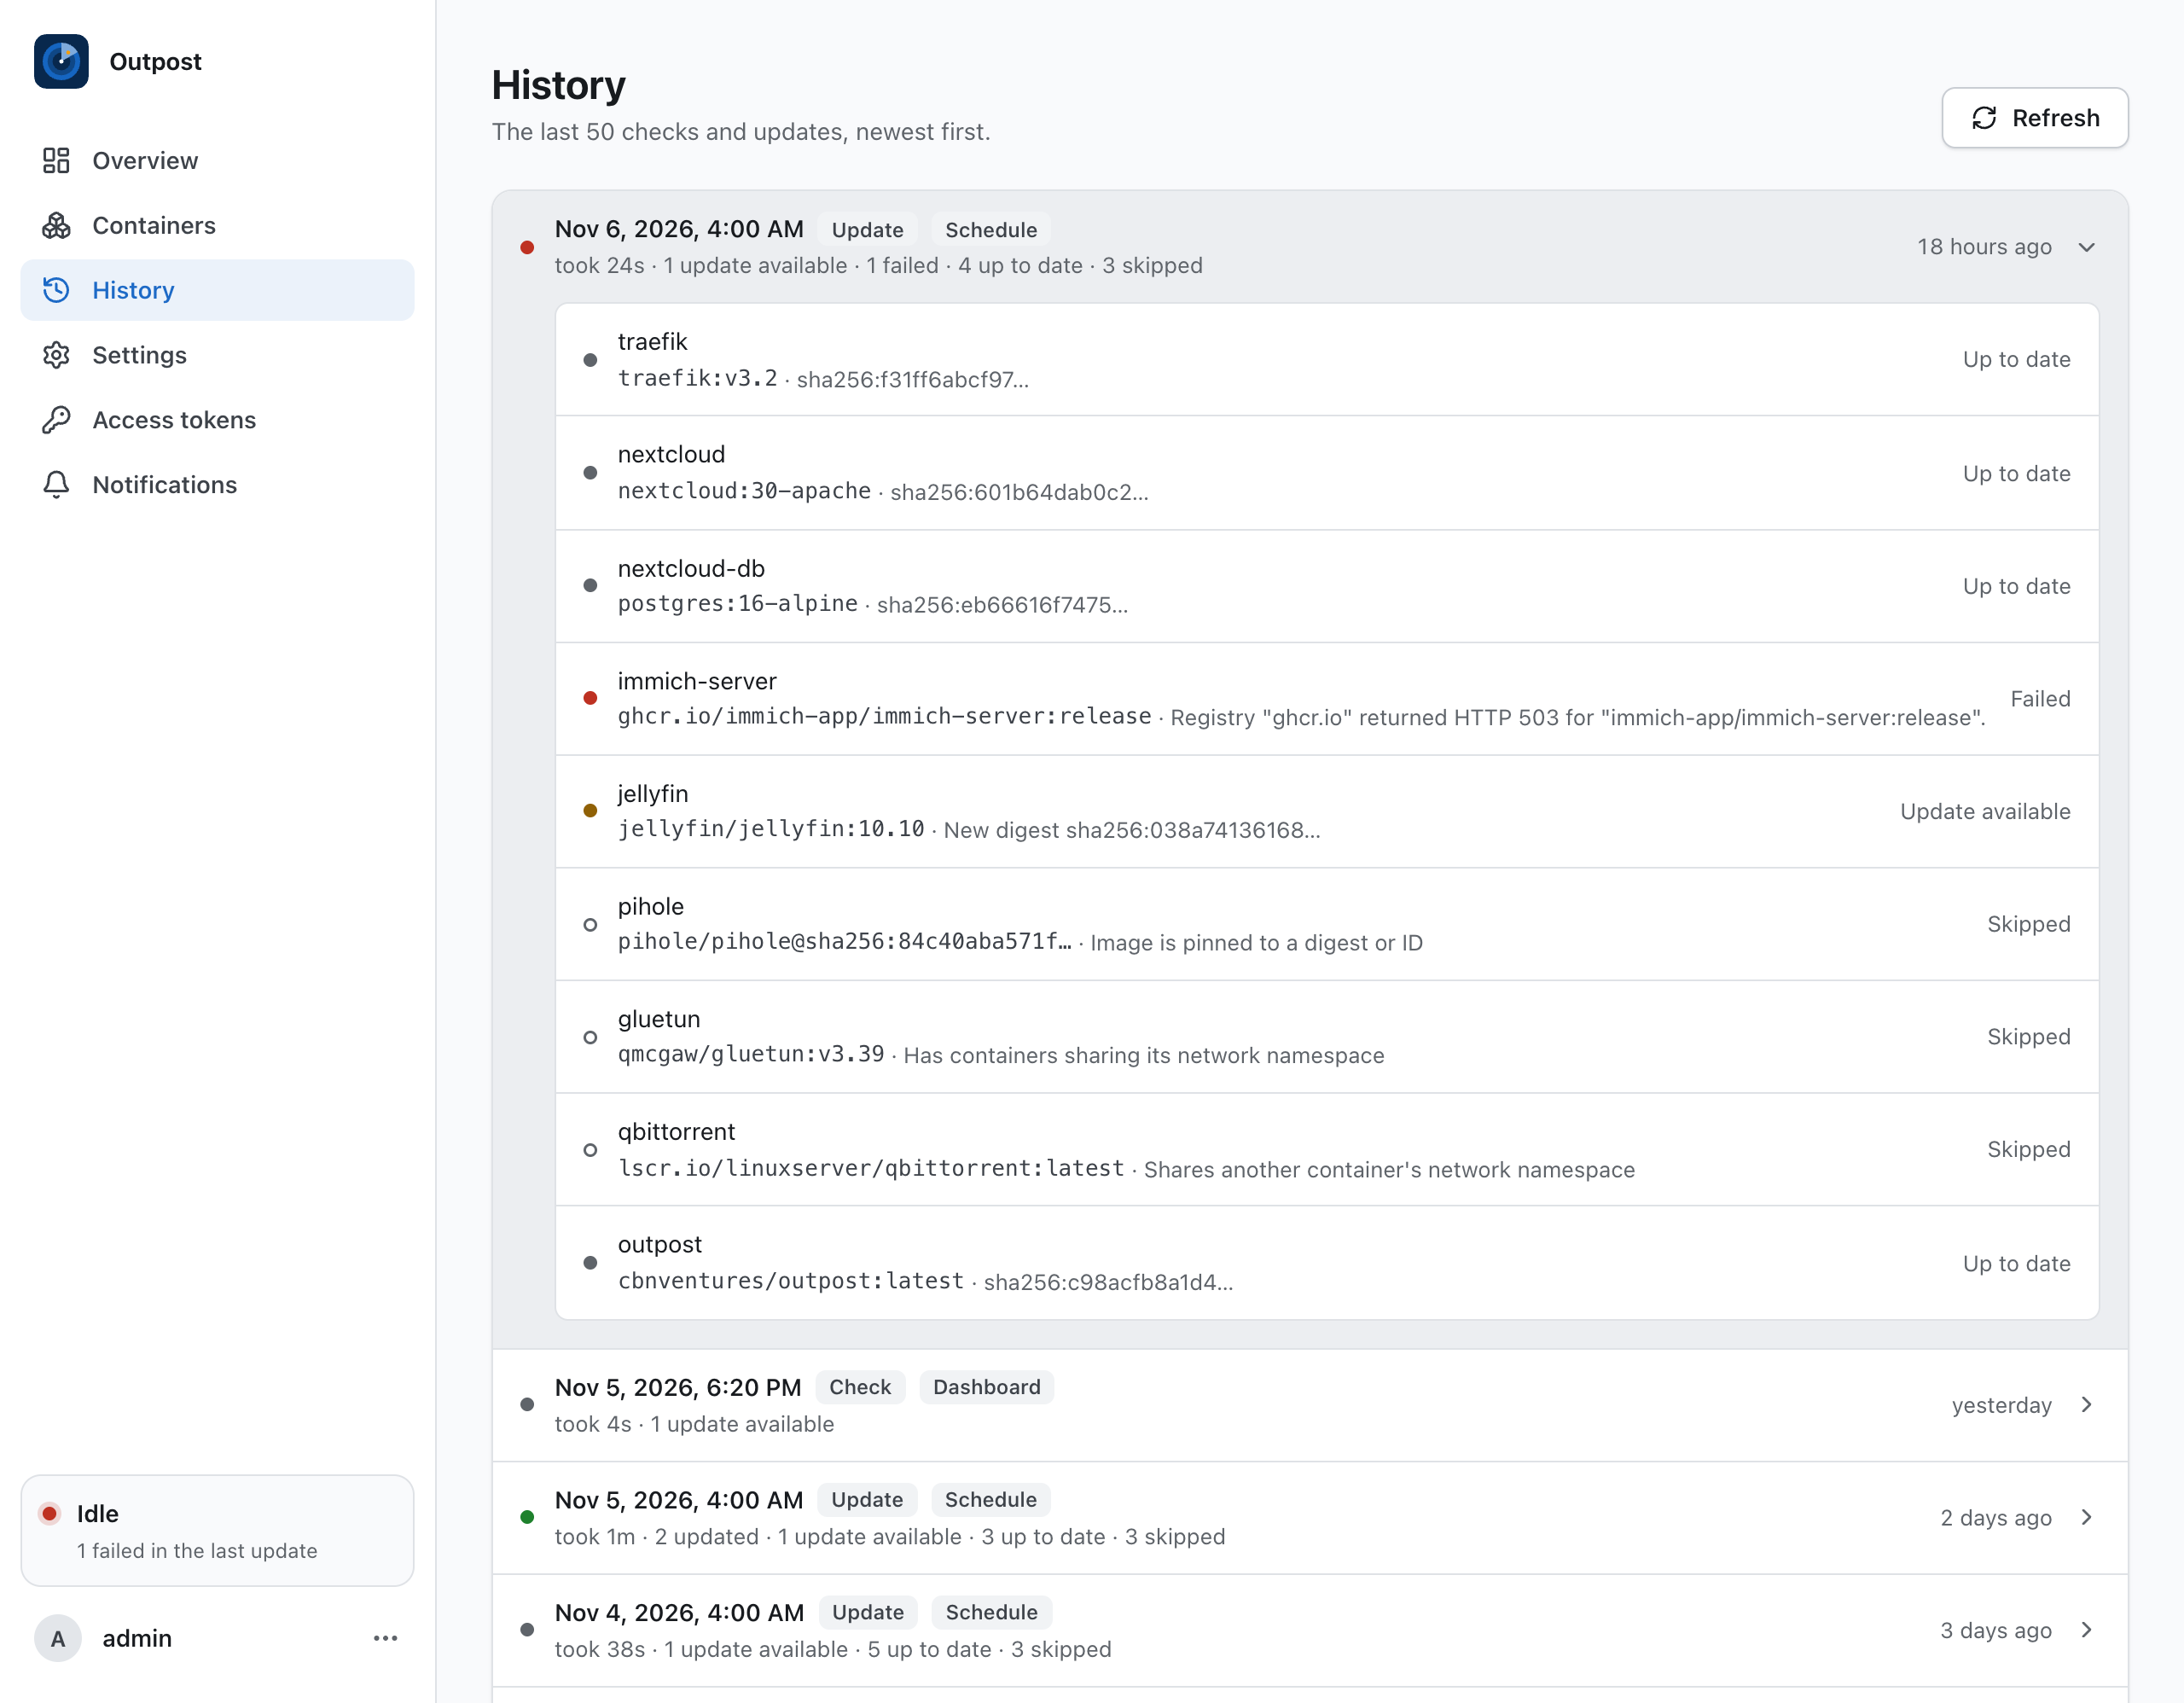 Outpost
Overview
Containers
History
Settings
Access tokens
Notifications
Idle
1 failed in the last update
A admin
History
The last 50 checks and updates, newest first.
Refresh
Nov 6, 2026, 4:00 AM Update Schedule
took 24s · 1 update available · 1 failed · 4 up to date · 3 skipped
18 hours ago
traefik
traefik:v3.2 · sha256:f31ff6abcf97…
Up to date
nextcloud
nextcloud:30-apache · sha256:601b64dab0c2…
Up to date
nextcloud-db
postgres:16-alpine · sha256:eb66616f7475…
Up to date
immich-server
ghcr.io/immich-app/immich-server:release · Registry "ghcr.io" returned HTTP 503 for "immich-app/immich-server:release".
Failed
jellyfin
jellyfin/jellyfin:10.10 · New digest sha256:038a74136168…
Update available
pihole
pihole/pihole@sha256:84c40aba571f… · Image is pinned to a digest or ID
Skipped
gluetun
qmcgaw/gluetun:v3.39 · Has containers sharing its network namespace
Skipped
qbittorrent
lscr.io/linuxserver/qbittorrent:latest · Shares another container's network namespace
Skipped
outpost
cbnventures/outpost:latest · sha256:c98acfb8a1d4…
Up to date
Nov 5, 2026, 6:20 PM Check Dashboard
took 4s · 1 update available
yesterday
Nov 5, 2026, 4:00 AM Update Schedule
took 1m · 2 updated · 1 update available · 3 up to date · 3 skipped
2 days ago
Nov 4, 2026, 4:00 AM Update Schedule
took 38s · 1 update available · 5 up to date · 3 skipped
3 days ago